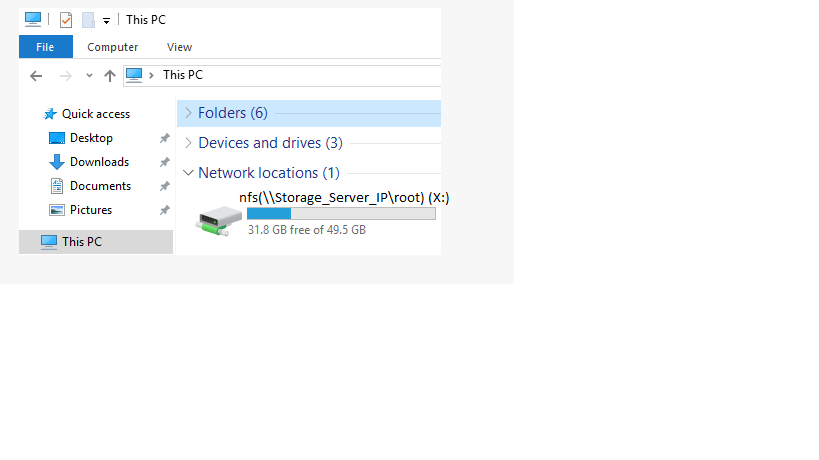 This PC
File Computer View
This PC
Quick access
Desktop
Downloads
Documents
Pictures
This PC
Folders (6)
Devices and drives (3)
Network locations (1)
nfs(\\Storage_Server_IP\root) (X:)
31.8 GB free of 49.5 GB